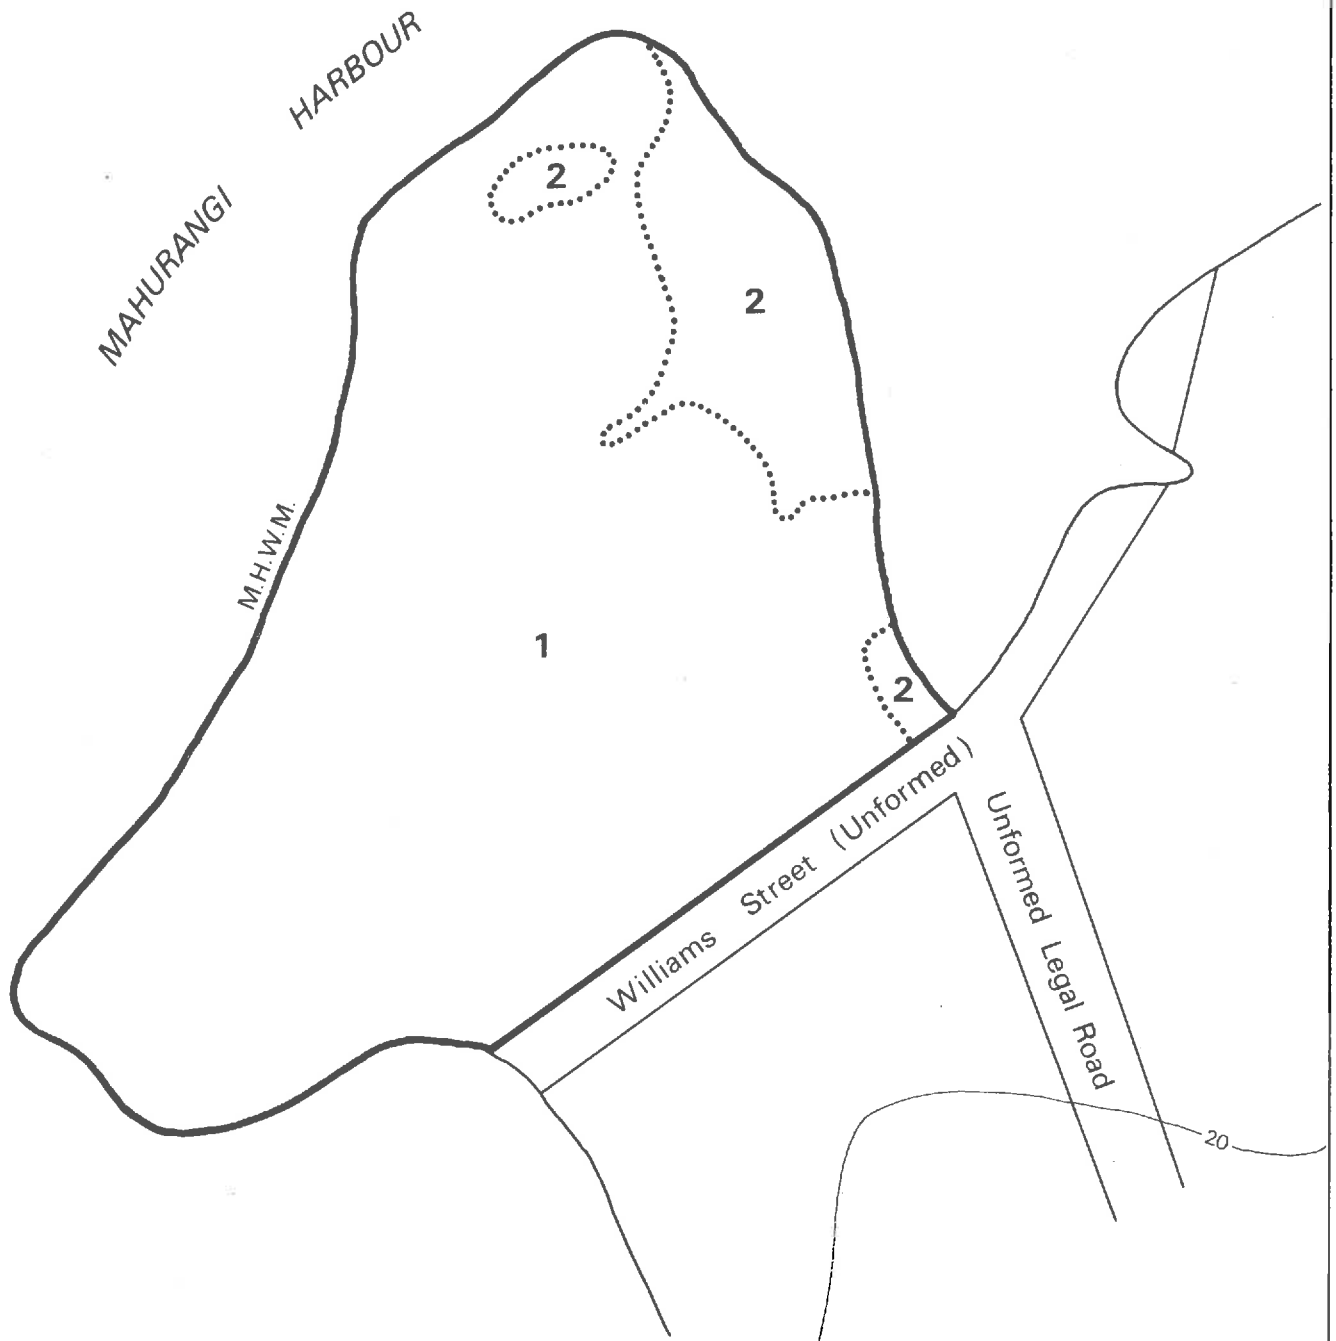 MAHURANGI HARBOUR
2
2
M.H.W.M.
1
2
Williams Street (Unformed)
Unformed Legal Road
20